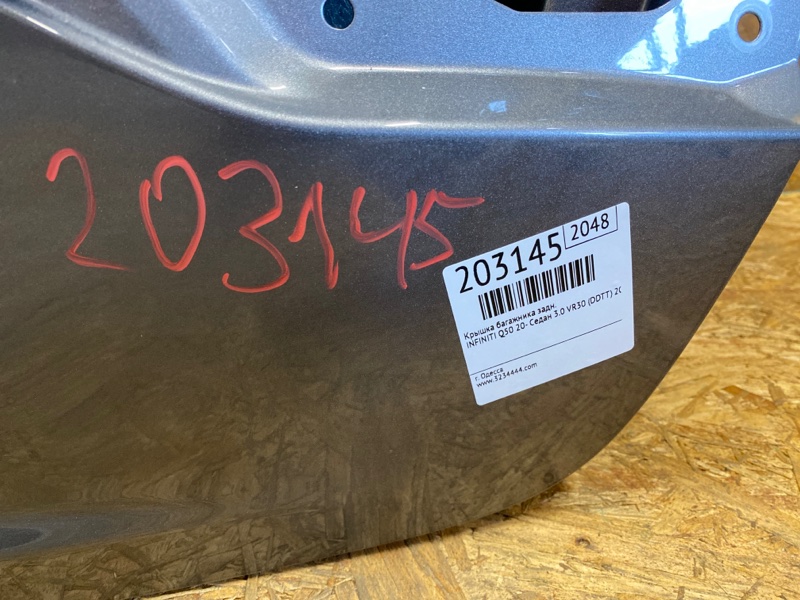 203145
203145 2048
Крышка багажника задн.
INFINITI Q50 20- Седан 3.0 VR30 (DDTT) 20
г. Одесса
www.3234444.com